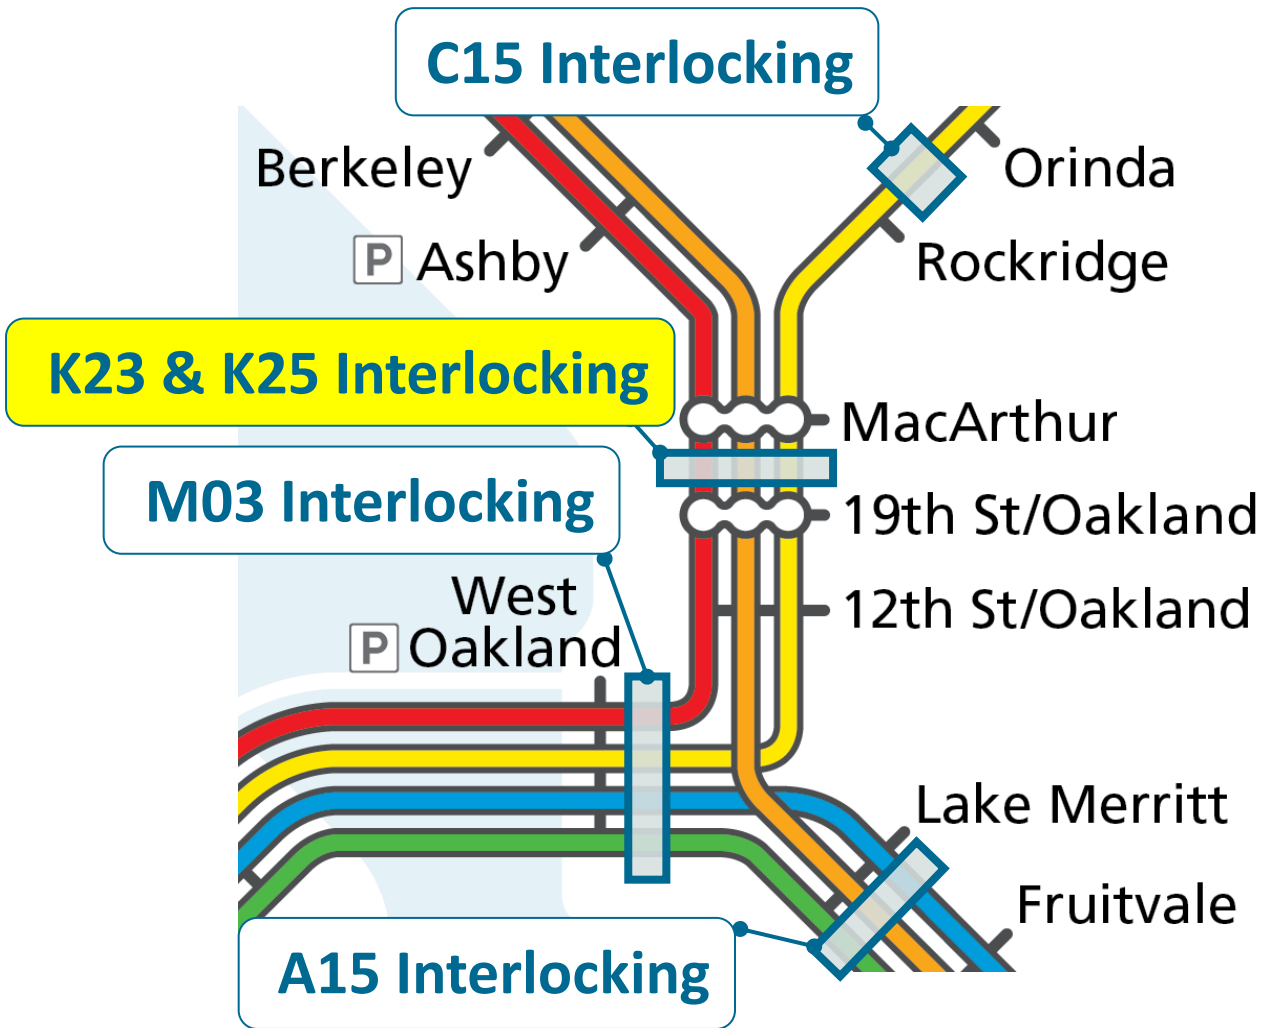 C15 Interlocking
Berkeley
Orinda
P Ashby
Rockridge
K23 & K25 Interlocking
MacArthur
M03 Interlocking
19th St/Oakland
West
P Oakland
12th St/Oakland
Lake Merritt
Fruitvale
A15 Interlocking